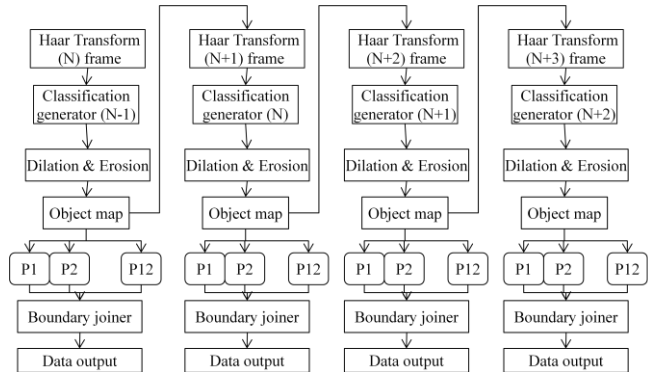 Haar Transform
(N) frame
Classification
generator (N-1)
Dilation & Erosion
Object map
P1
P2
P12
Boundary joiner
Data output
Haar Transform
(N+1) frame
Classification
generator (N)
Dilation & Erosion
Object map
P1
P2
P12
Boundary joiner
Data output
Haar Transform
(N+2) frame
Classification
generator (N+1)
Dilation & Erosion
Object map
P1
P2
P12
Boundary joiner
Data output
Haar Transform
(N+3) frame
Classification
generator (N+2)
Dilation & Erosion
Object map
P1
P2
P12
Boundary joiner
Data output